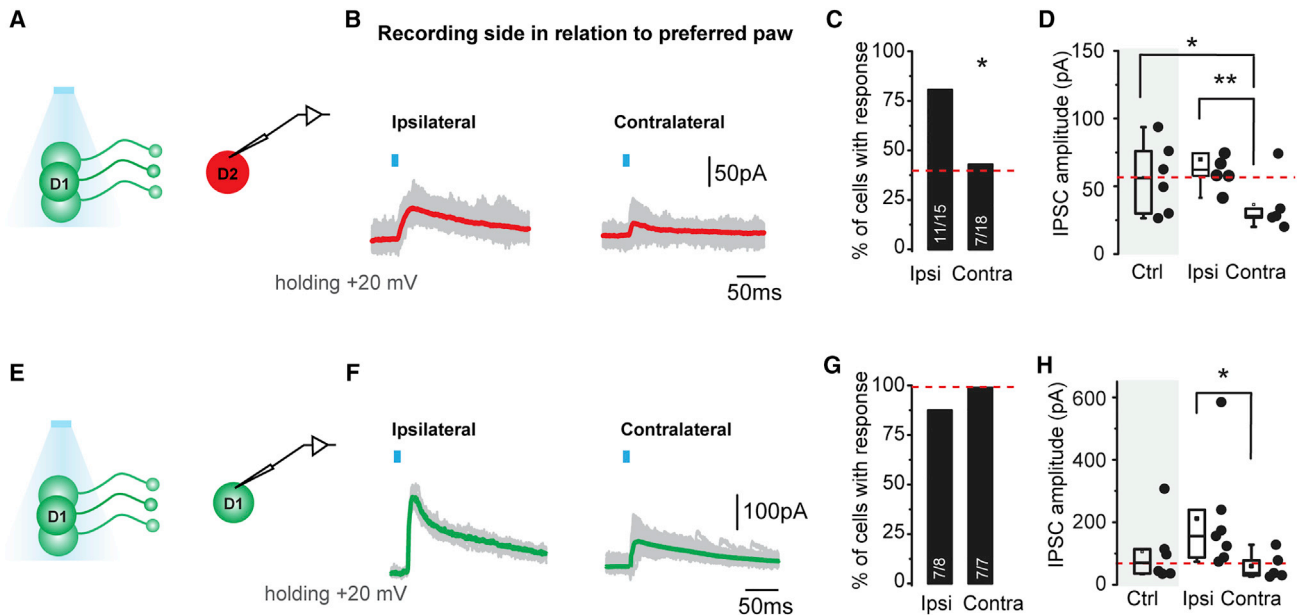 A
B
Recording side in relation to preferred paw
C
D
D1
D2
Ipsilateral
Contralateral
50pA
holding +20 mV
50ms
% of cells with response
100
75
50
25
0
*
11/15
7/18
Ipsi Contra
IPSC amplitude (pA)
150
100
50
0
*
**
Ctrl Ipsi Contra
E
F
G
H
D1
D1
Ipsilateral
Contralateral
100pA
holding +20 mV
50ms
% of cells with response
100
75
50
25
0
7/8
7/7
Ipsi Contra
IPSC amplitude (pA)
600
400
200
0
*
Ctrl Ipsi Contra